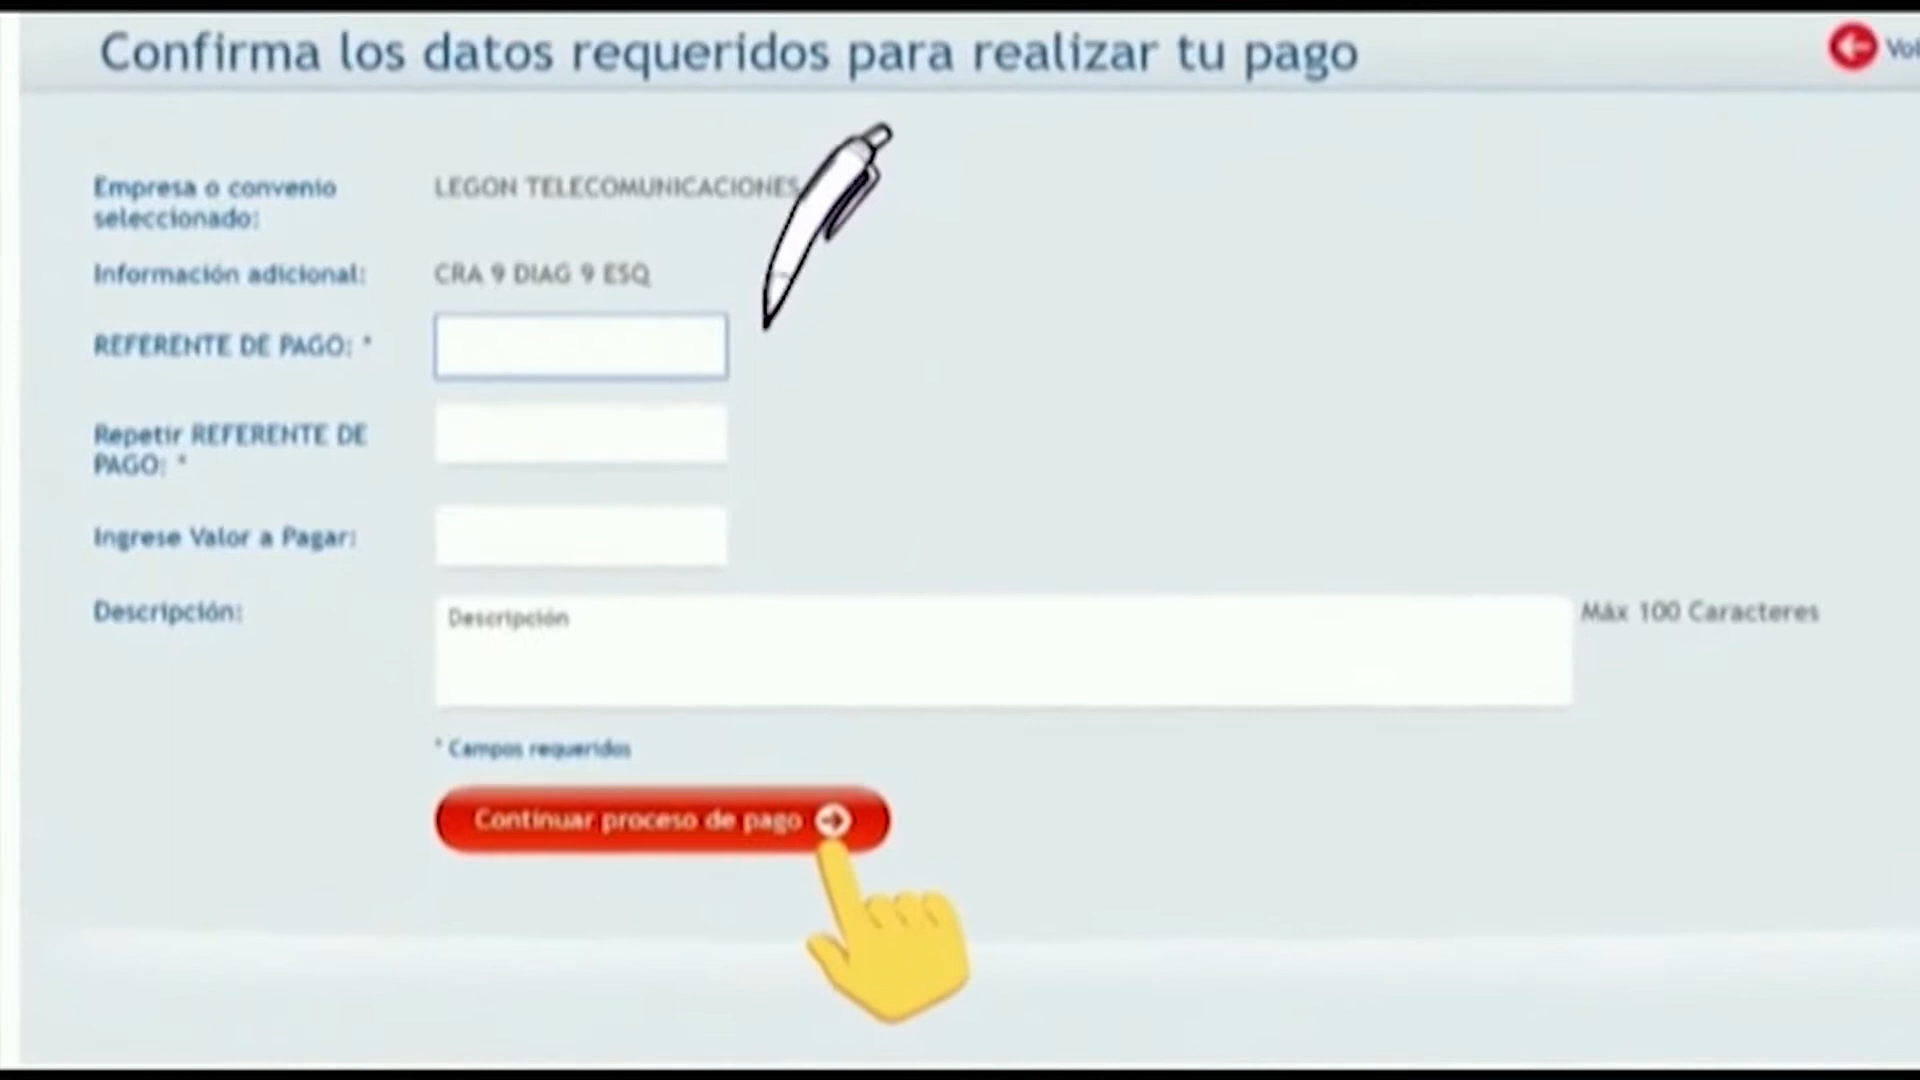 Confirma los datos requeridos para realizar tu pago
Empresa o convenio
seleccionado:
LEGON TELECOMUNICACIONES
Información adicional:
CRA 9 DIAG 9 ESQ
REFERENTE DE PAGO: *
Repetir REFERENTE DE
PAGO: *
Ingrese Valor a Pagar:
Descripción:
Descripción
Máx 100 Caracteres
* Campos requeridos
Continuar proceso de pago